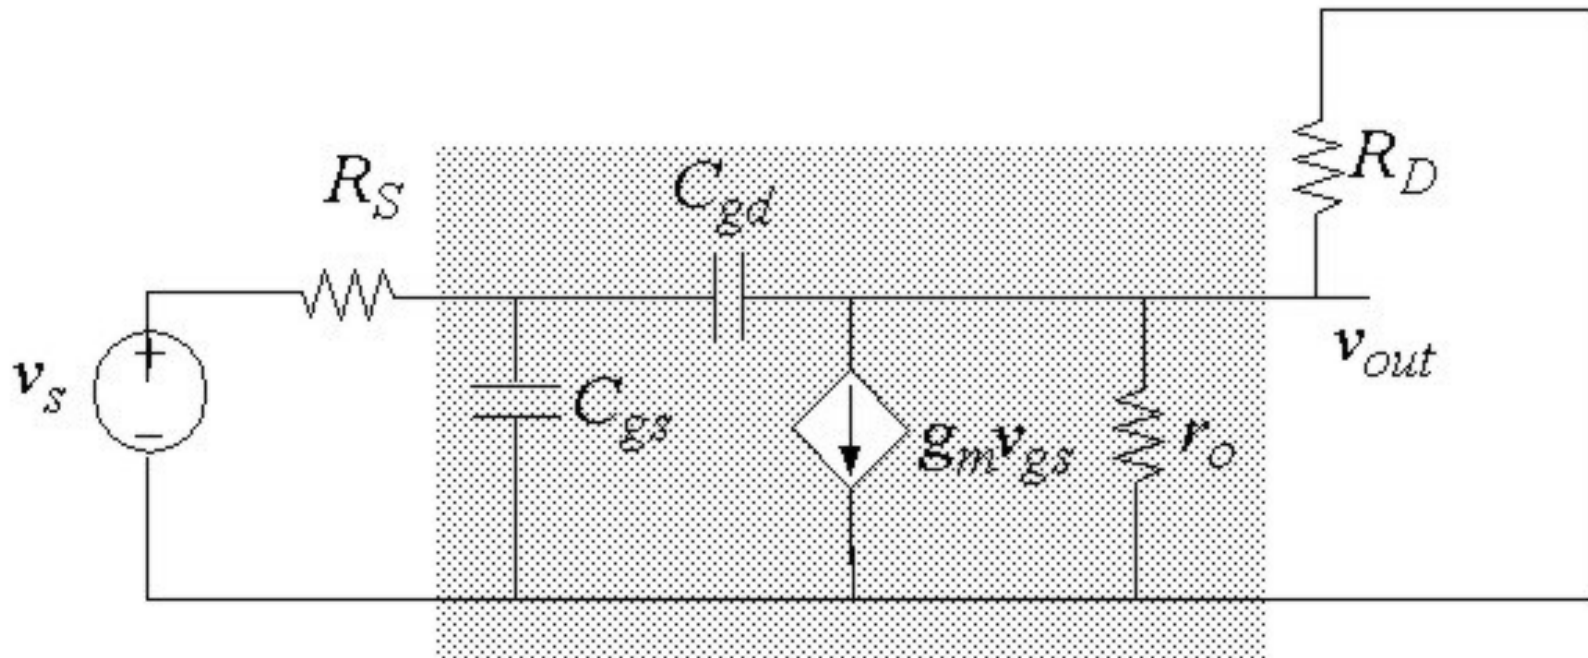 R_S
C_gd
R_D
v_s
+
−
C_gs
g_m v_gs
r_o
v_out